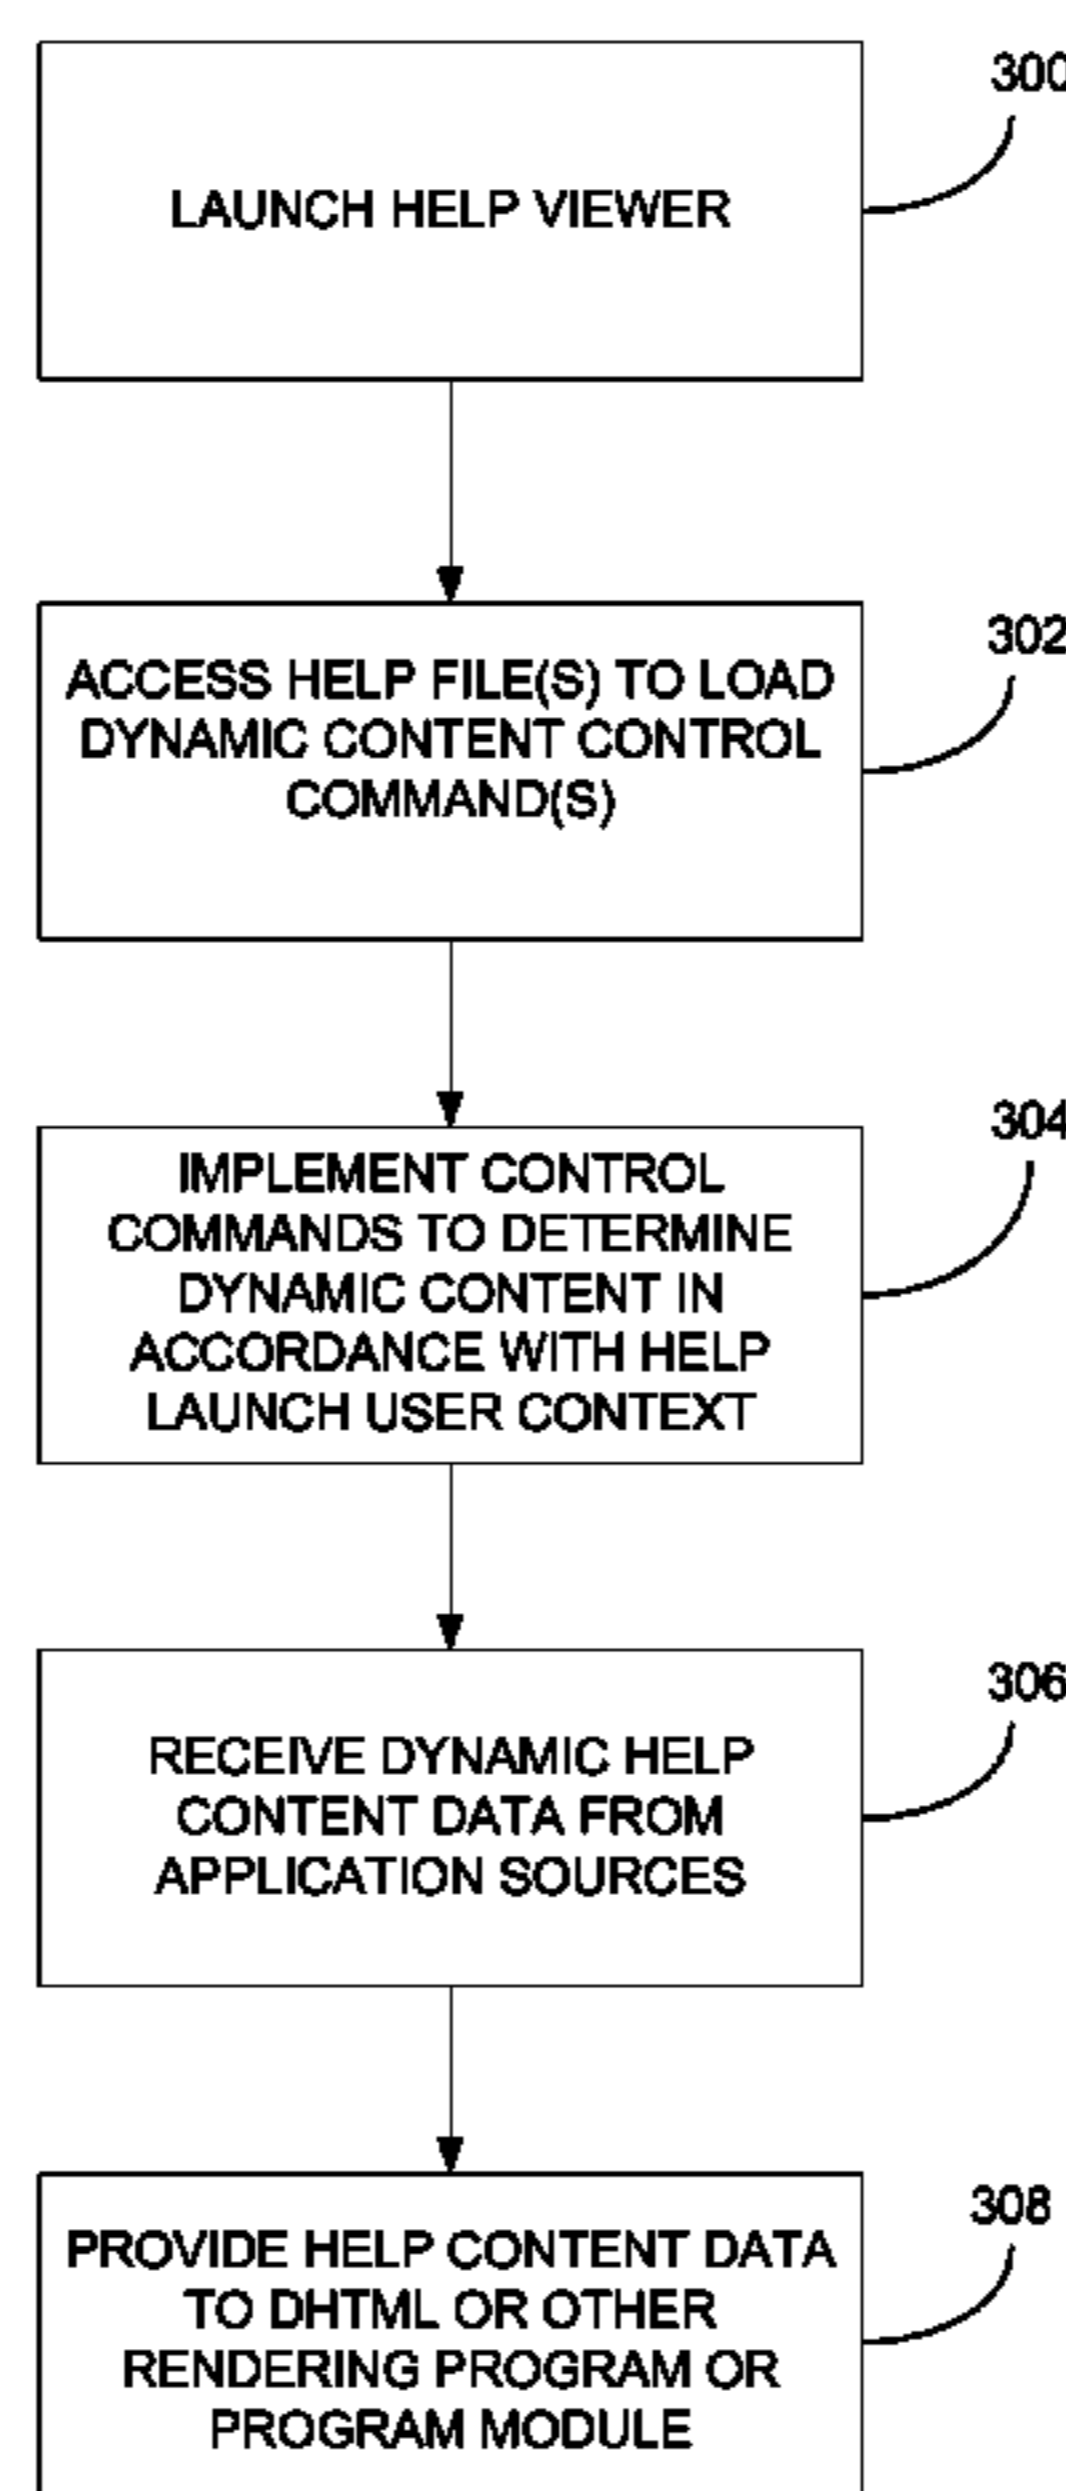 300
LAUNCH HELP VIEWER
302
ACCESS HELP FILE(S) TO LOAD
DYNAMIC CONTENT CONTROL
COMMAND(S)
304
IMPLEMENT CONTROL
COMMANDS TO DETERMINE
DYNAMIC CONTENT IN
ACCORDANCE WITH HELP
LAUNCH USER CONTEXT
306
RECEIVE DYNAMIC HELP
CONTENT DATA FROM
APPLICATION SOURCES
308
PROVIDE HELP CONTENT DATA
TO DHTML OR OTHER
RENDERING PROGRAM OR
PROGRAM MODULE